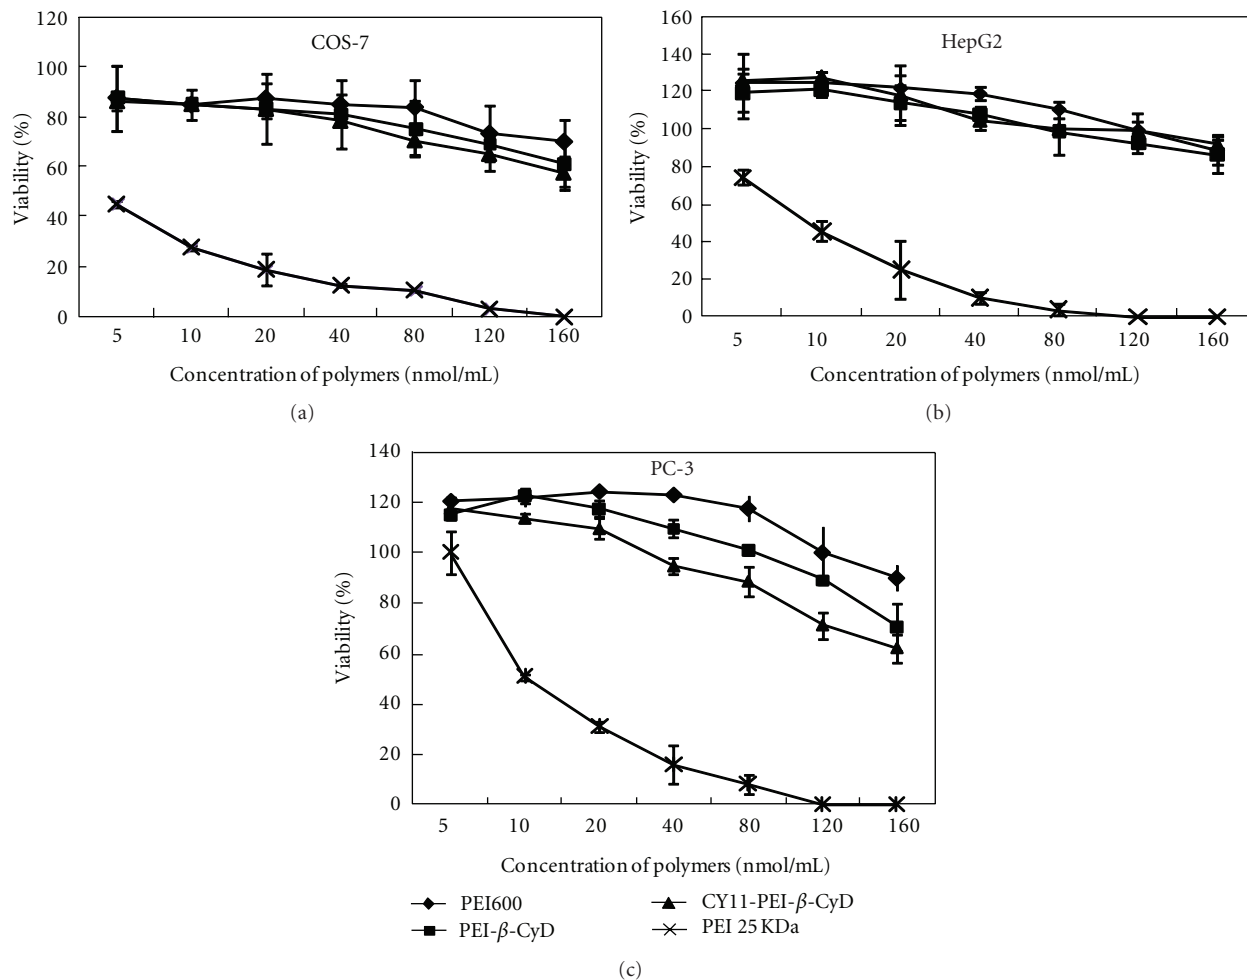 COS-7
120
100
80
60
40
20
0
Viability (%)
5 10 20 40 80 120 160
Concentration of polymers (nmol/mL)
(a)
HepG2
160
140
120
100
80
60
40
20
0
Viability (%)
5 10 20 40 80 120 160
Concentration of polymers (nmol/mL)
(b)
PC-3
140
120
100
80
60
40
20
0
Viability (%)
5 10 20 40 80 120 160
Concentration of polymers (nmol/mL)
PEI600
PEI-β-CyD
CY11-PEI-β-CyD
PEI 25 KDa
(c)